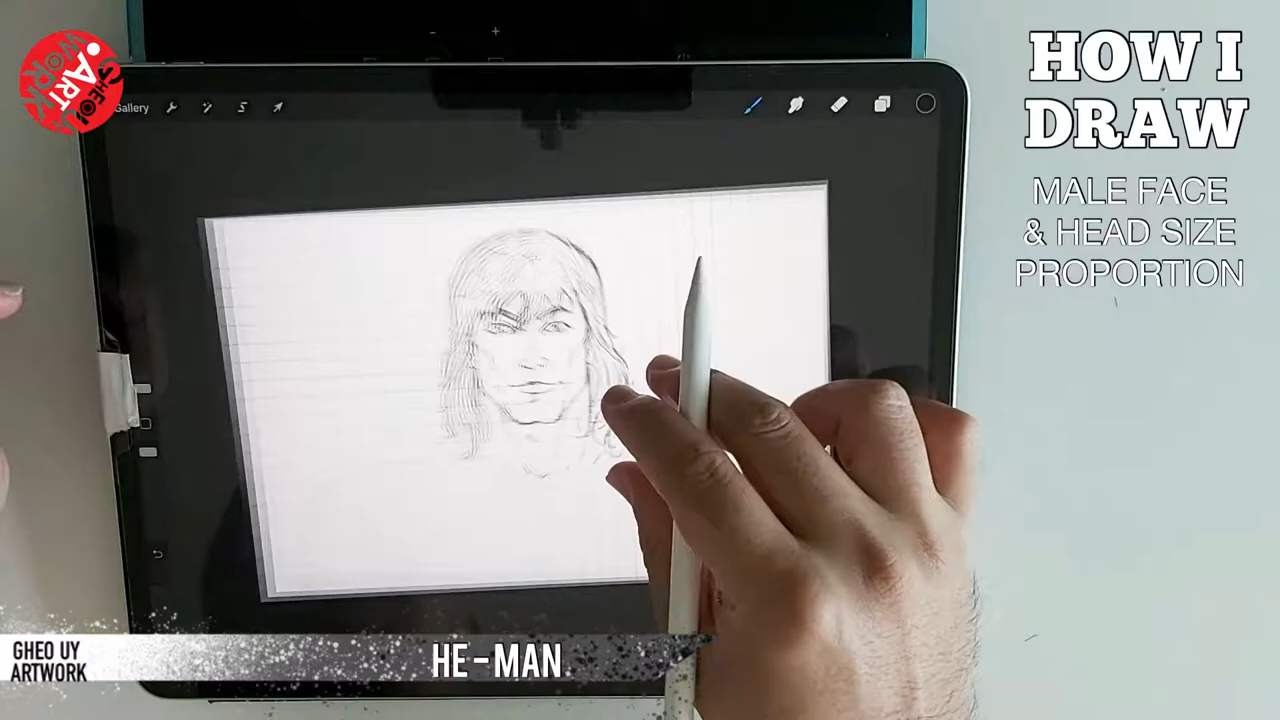 HOW I
DRAW
MALE FACE
& HEAD SIZE
PROPORTION
Gallery
GHEO UY
ARTWORK
HE-MAN